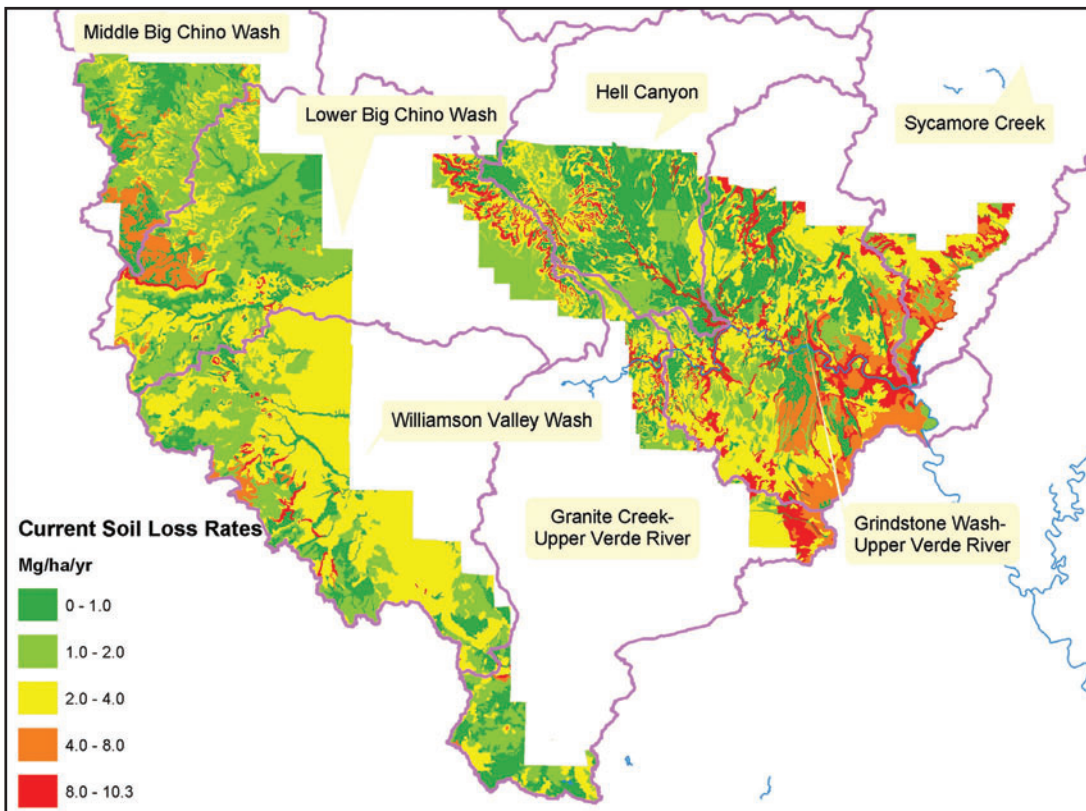 Middle Big Chino Wash
Lower Big Chino Wash
Hell Canyon
Sycamore Creek
Williamson Valley Wash
Granite Creek-
Upper Verde River
Grindstone Wash-
Upper Verde River
Current Soil Loss Rates
Mg/ha/yr
0 - 1.0
1.0 - 2.0
2.0 - 4.0
4.0 - 8.0
8.0 - 10.3